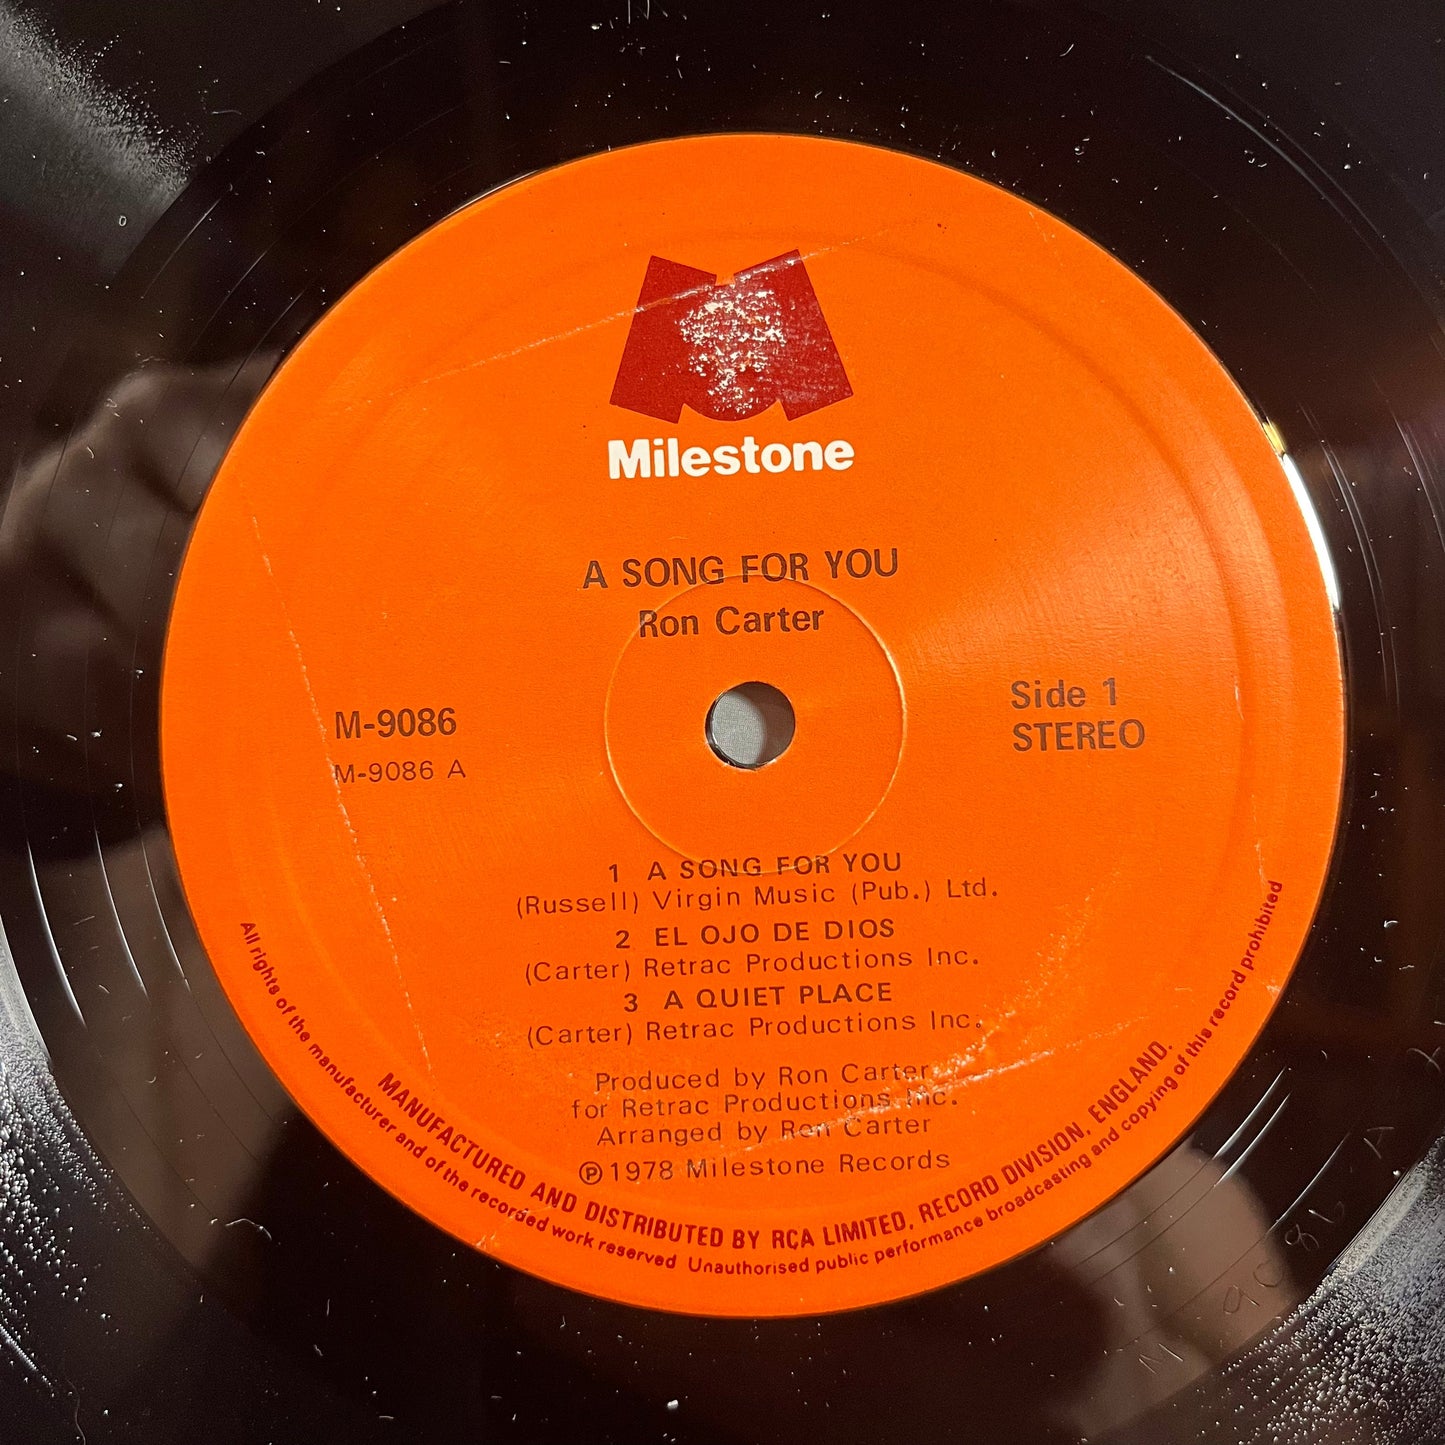 Milestone
A SONG FOR YOU
Ron Carter
M-9086
M-9086 A
Side 1
STEREO
1 A SONG FOR YOU
(Russell) Virgin Music (Pub.) Ltd.
2 EL OJO DE DIOS
(Carter) Retrac Productions Inc.
3 A QUIET PLACE
(Carter) Retrac Productions Inc.
Produced by Ron Carter
for Retrac Productions Inc.
Arranged by Ron Carter
℗ 1978 Milestone Records
MANUFACTURED AND DISTRIBUTED BY RCA LIMITED, RECORD DIVISION, ENGLAND.
All rights of the manufacturer and of the recorded work reserved Unauthorised public performance broadcasting and copying of this record prohibited
M 9086 A